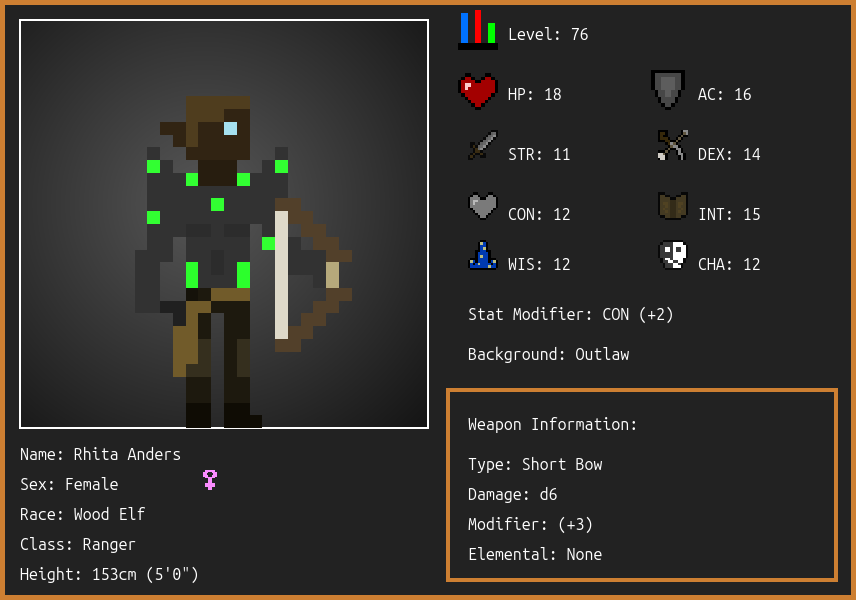 Level: 76
HP: 18
AC: 16
STR: 11
DEX: 14
CON: 12
INT: 15
WIS: 12
CHA: 12
Stat Modifier: CON (+2)
Background: Outlaw
Weapon Information:
Type: Short Bow
Damage: d6
Modifier: (+3)
Elemental: None
Name: Rhita Anders
Sex: Female
Race: Wood Elf
Class: Ranger
Height: 153cm (5'0")